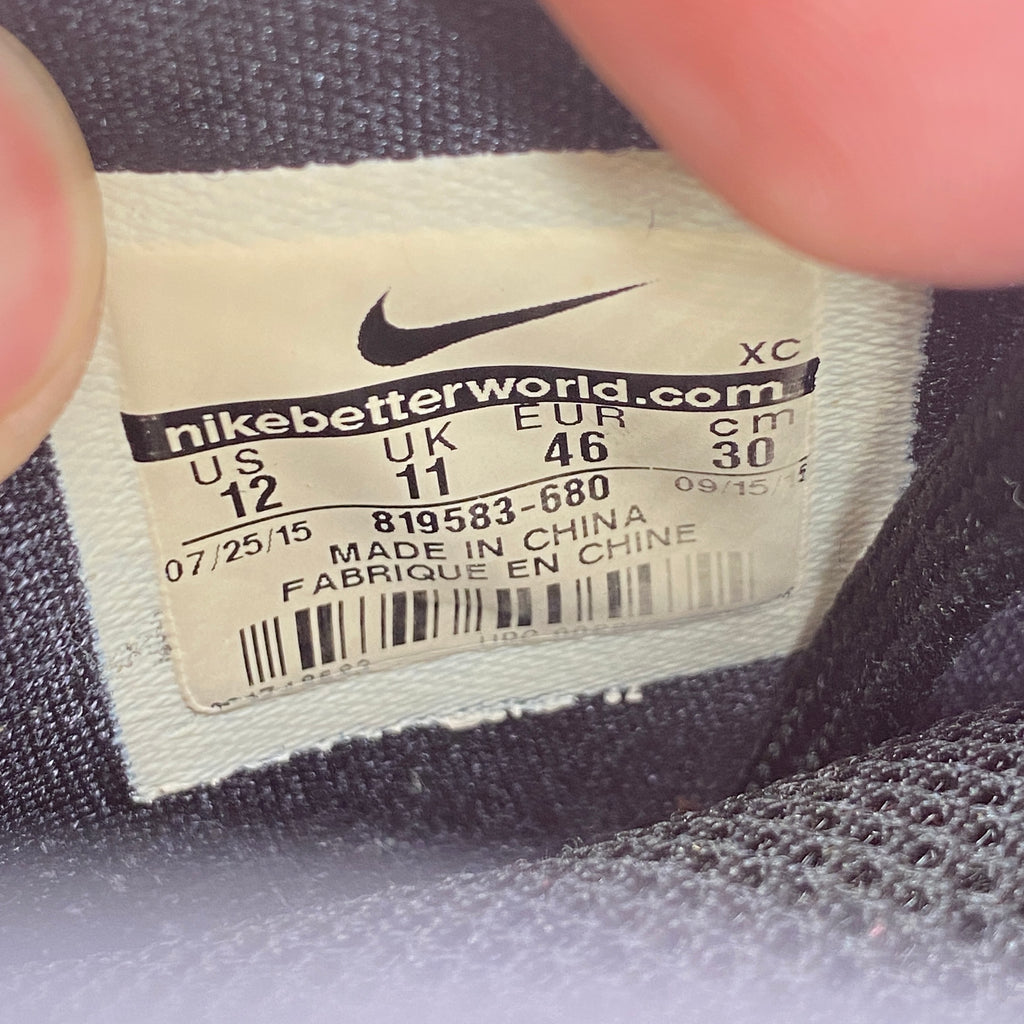 XC
nikebetterworld.com
US UK EUR cm
12 11 46 30
07/25/15 819583-680 09/15/15
MADE IN CHINA
FABRIQUE EN CHINE